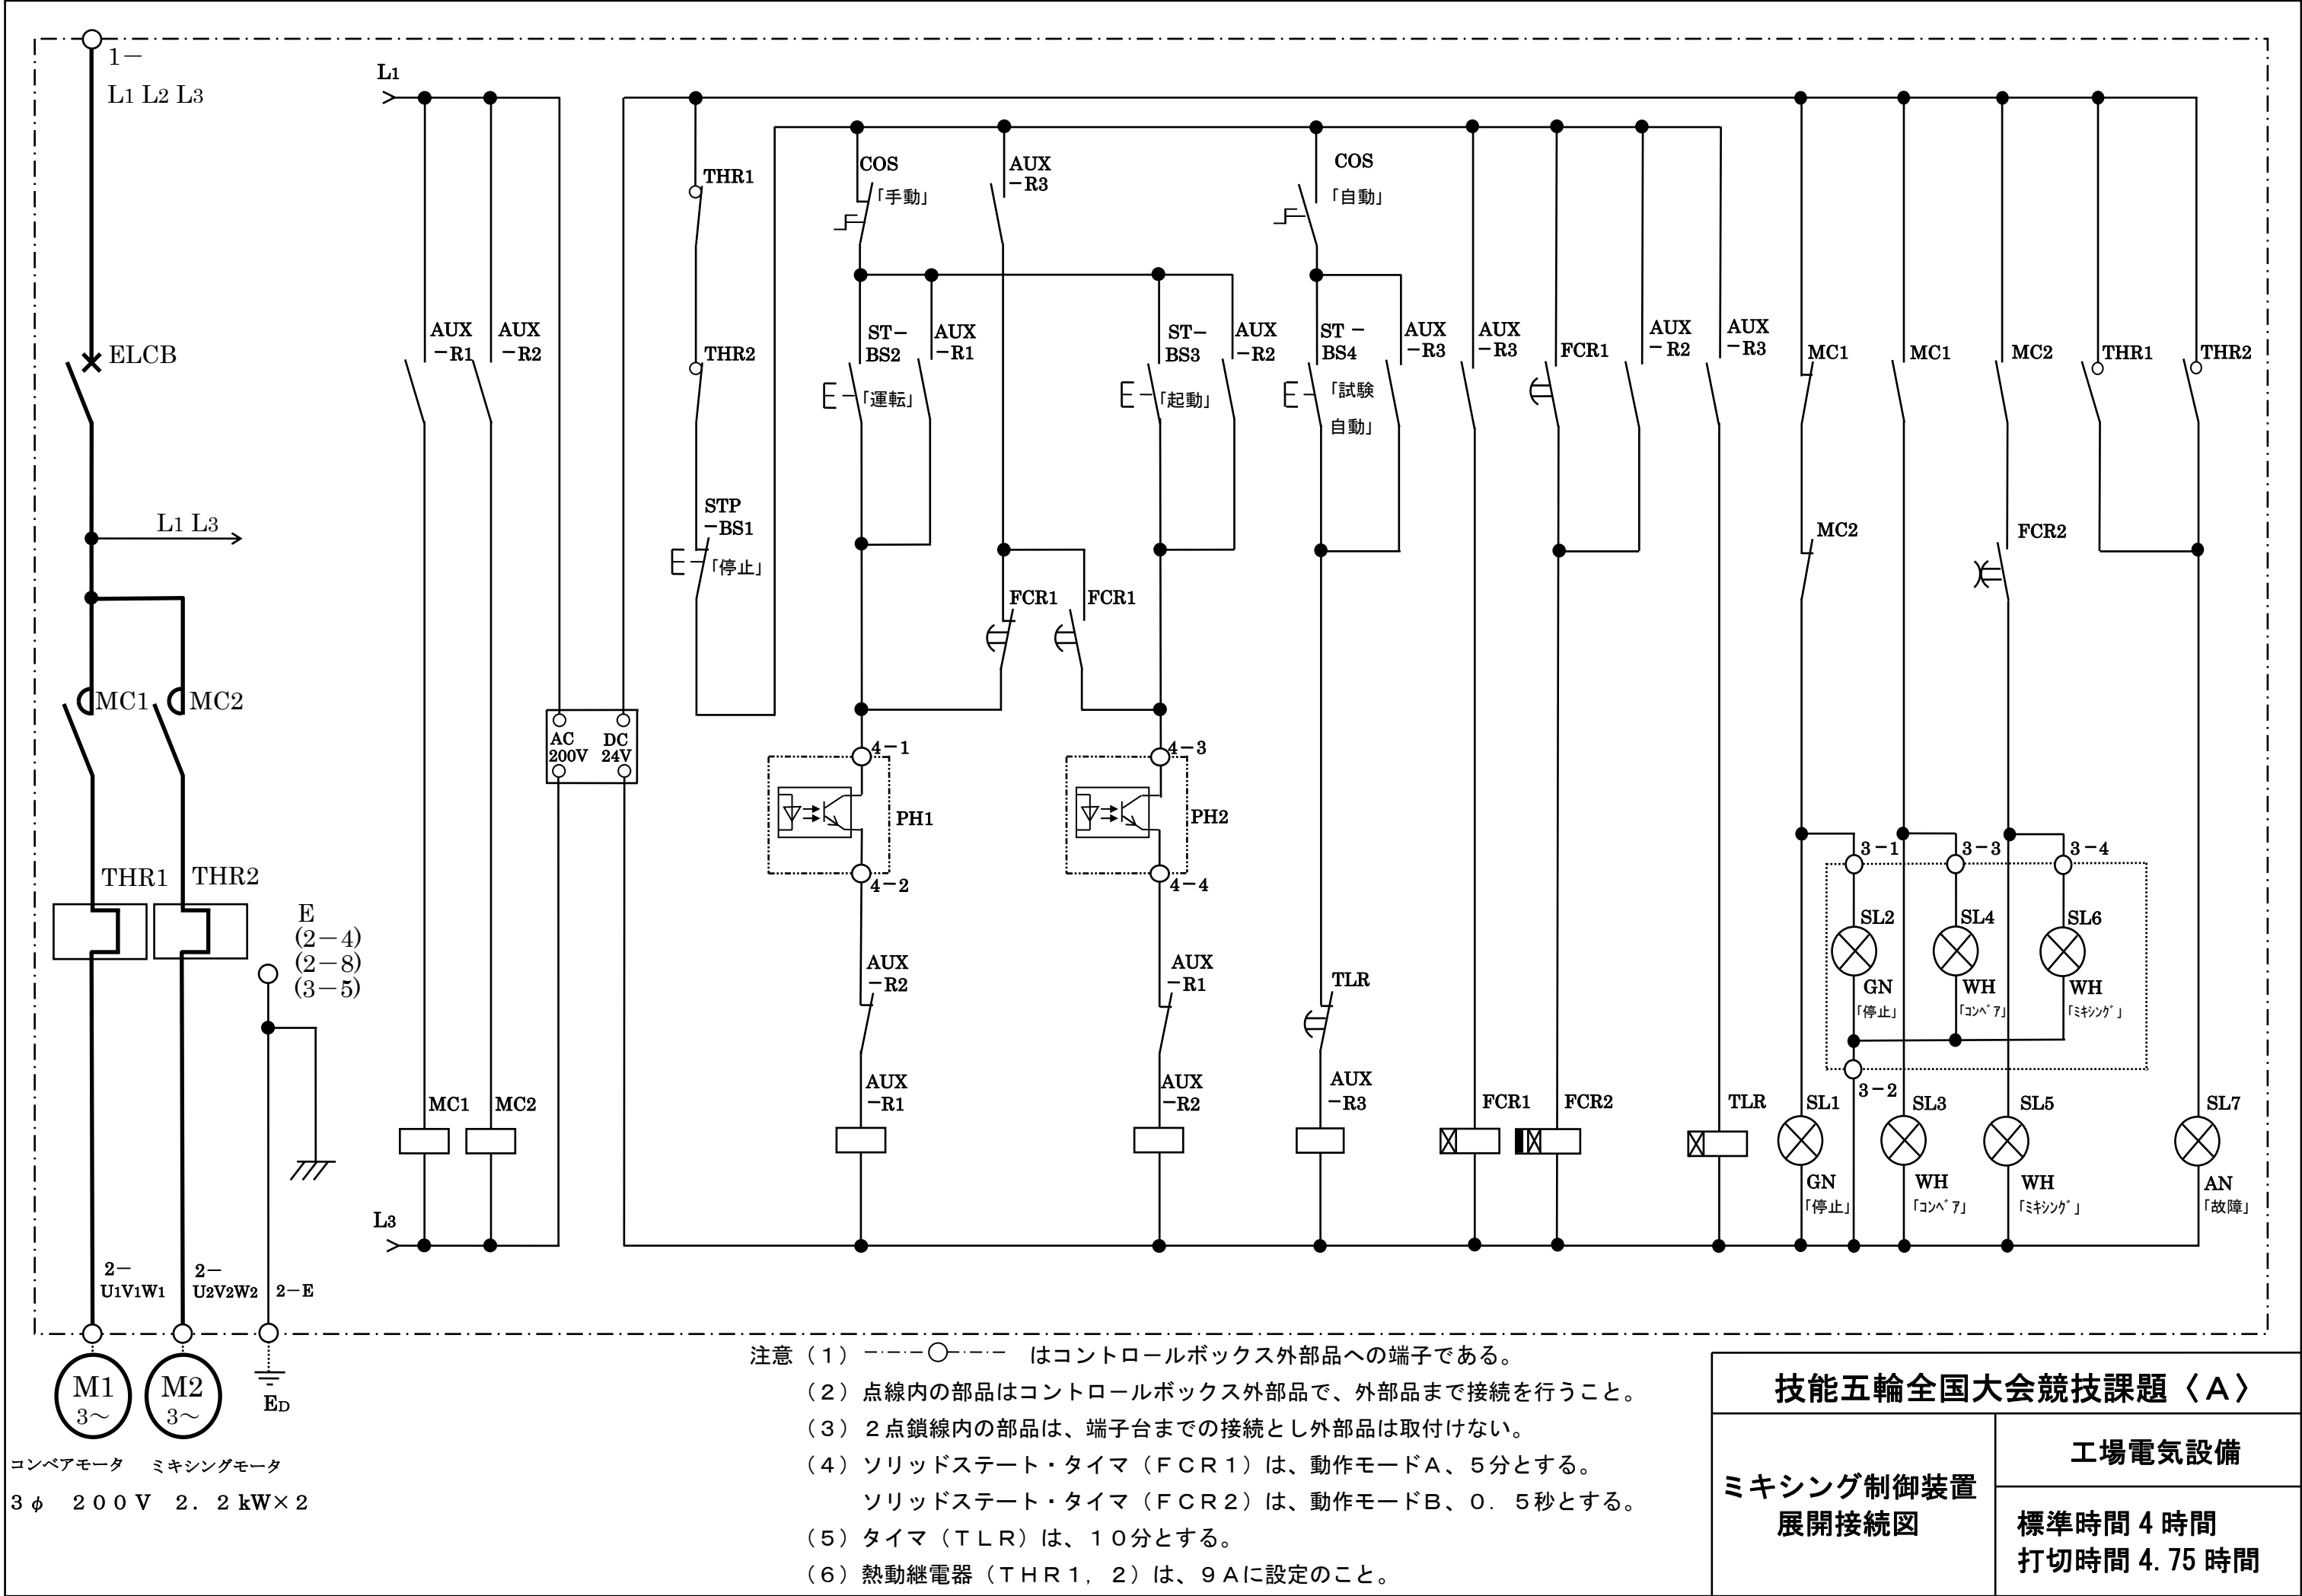 1－
L1 L2 L3
ELCB
L1 L3
MC1
MC2
THR1
THR2
E
(2－4)
(2－8)
(3－5)
2－
U1V1W1
2－
U2V2W2
2－E
M1
3～
M2
3～
ED
コンベアモータ
ミキシングモータ
3φ 200V 2.2kW×2
L1
AUX
－R1
AUX
－R2
MC1
MC2
L3
AC
200V
DC
24V
THR1
THR2
STP
－BS1
「停止」
COS
「手動」
AUX
－R3
COS
「自動」
ST－
BS2
「運転」
AUX
－R1
ST－
BS3
「起動」
AUX
－R2
ST－
BS4
「試験
自動」
AUX
－R3
AUX
－R3
FCR1
AUX
－R2
AUX
－R3
FCR1
FCR1
4－1
PH1
4－2
4－3
PH2
4－4
AUX
－R2
AUX
－R1
TLR
AUX
－R1
AUX
－R2
AUX
－R3
FCR1
FCR2
TLR
MC1
MC1
MC2
THR1
THR2
MC2
FCR2
3－1
3－3
3－4
SL2
GN
「停止」
SL4
WH
「ｺﾝﾍﾞｱ」
SL6
WH
「ﾐｷｼﾝｸﾞ」
3－2
SL1
GN
「停止」
SL3
WH
「ｺﾝﾍﾞｱ」
SL5
WH
「ﾐｷｼﾝｸﾞ」
SL7
AN
「故障」
注意（１） はコントロールボックス外部品への端子である。
（２）点線内の部品はコントロールボックス外部品で、外部品まで接続を行うこと。
（３）２点鎖線内の部品は、端子台までの接続とし外部品は取付けない。
（４）ソリッドステート・タイマ（ＦＣＲ１）は、動作モードＡ、５分とする。
ソリッドステート・タイマ（ＦＣＲ２）は、動作モードＢ、０．５秒とする。
（５）タイマ（ＴＬＲ）は、１０分とする。
（６）熱動継電器（ＴＨＲ１，２）は、９Ａに設定のこと。
技能五輪全国大会競技課題〈Ａ〉
ミキシング制御装置
展開接続図
工場電気設備
標準時間 4 時間
打切時間 4.75 時間